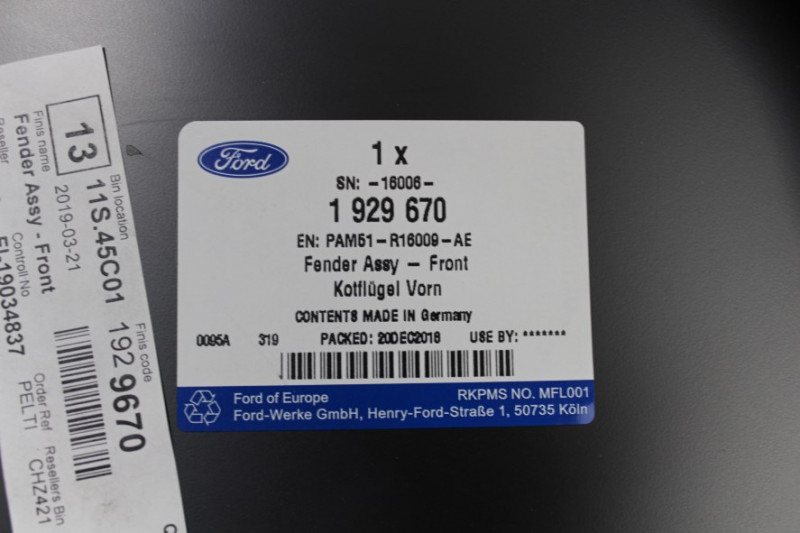 Ford
1 x
SN: -16006-
1 929 670
EN: PAM51-R16009-AE
Fender Assy - Front
Kotflügel Vorn
CONTENTS MADE IN Germany
0095A 319 PACKED: 20DEC2018 USE BY: *******
Ford of Europe RKPMS NO. MFL001
Ford-Werke GmbH, Henry-Ford-Straße 1, 50735 Köln
13
Bin location
11S.45C01
Finis code
1929670
2019-03-21
Finis name
Fender Assy - Front
Controll No
19034837
Order Ref
PELTI
Resellers Bin
CHZ421
Reseller